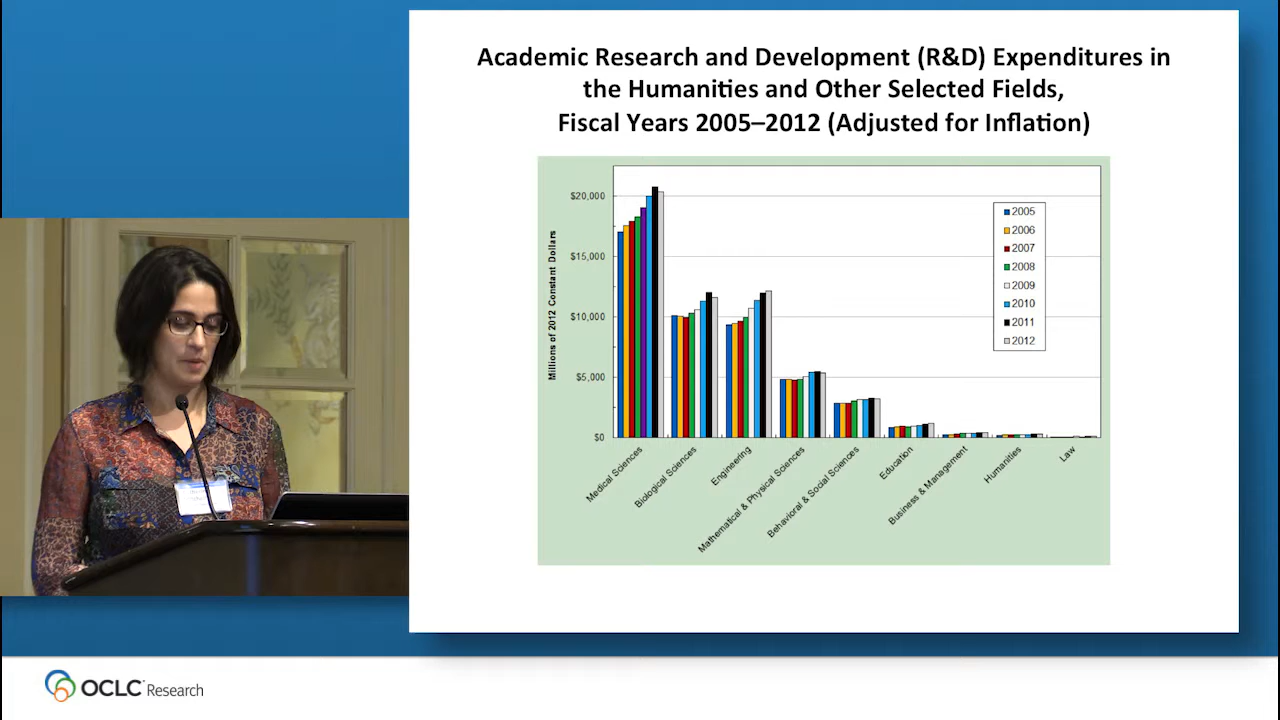 Academic Research and Development (R&D) Expenditures in
the Humanities and Other Selected Fields,
Fiscal Years 2005–2012 (Adjusted for Inflation)
Millions of 2012 Constant Dollars
$20,000
$15,000
$10,000
$5,000
$0
2005
2006
2007
2008
2009
2010
2011
2012
Medical Sciences
Biological Sciences
Engineering
Mathematical & Physical Sciences
Behavioral & Social Sciences
Education
Business & Management
Humanities
Law
OCLC Research